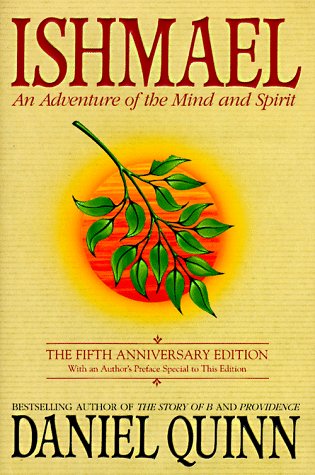 ISHMAEL
An Adventure of the Mind and Spirit
THE FIFTH ANNIVERSARY EDITION
With an Author's Preface Special to This Edition
BESTSELLING AUTHOR OF THE STORY OF B AND PROVIDENCE
DANIEL QUINN